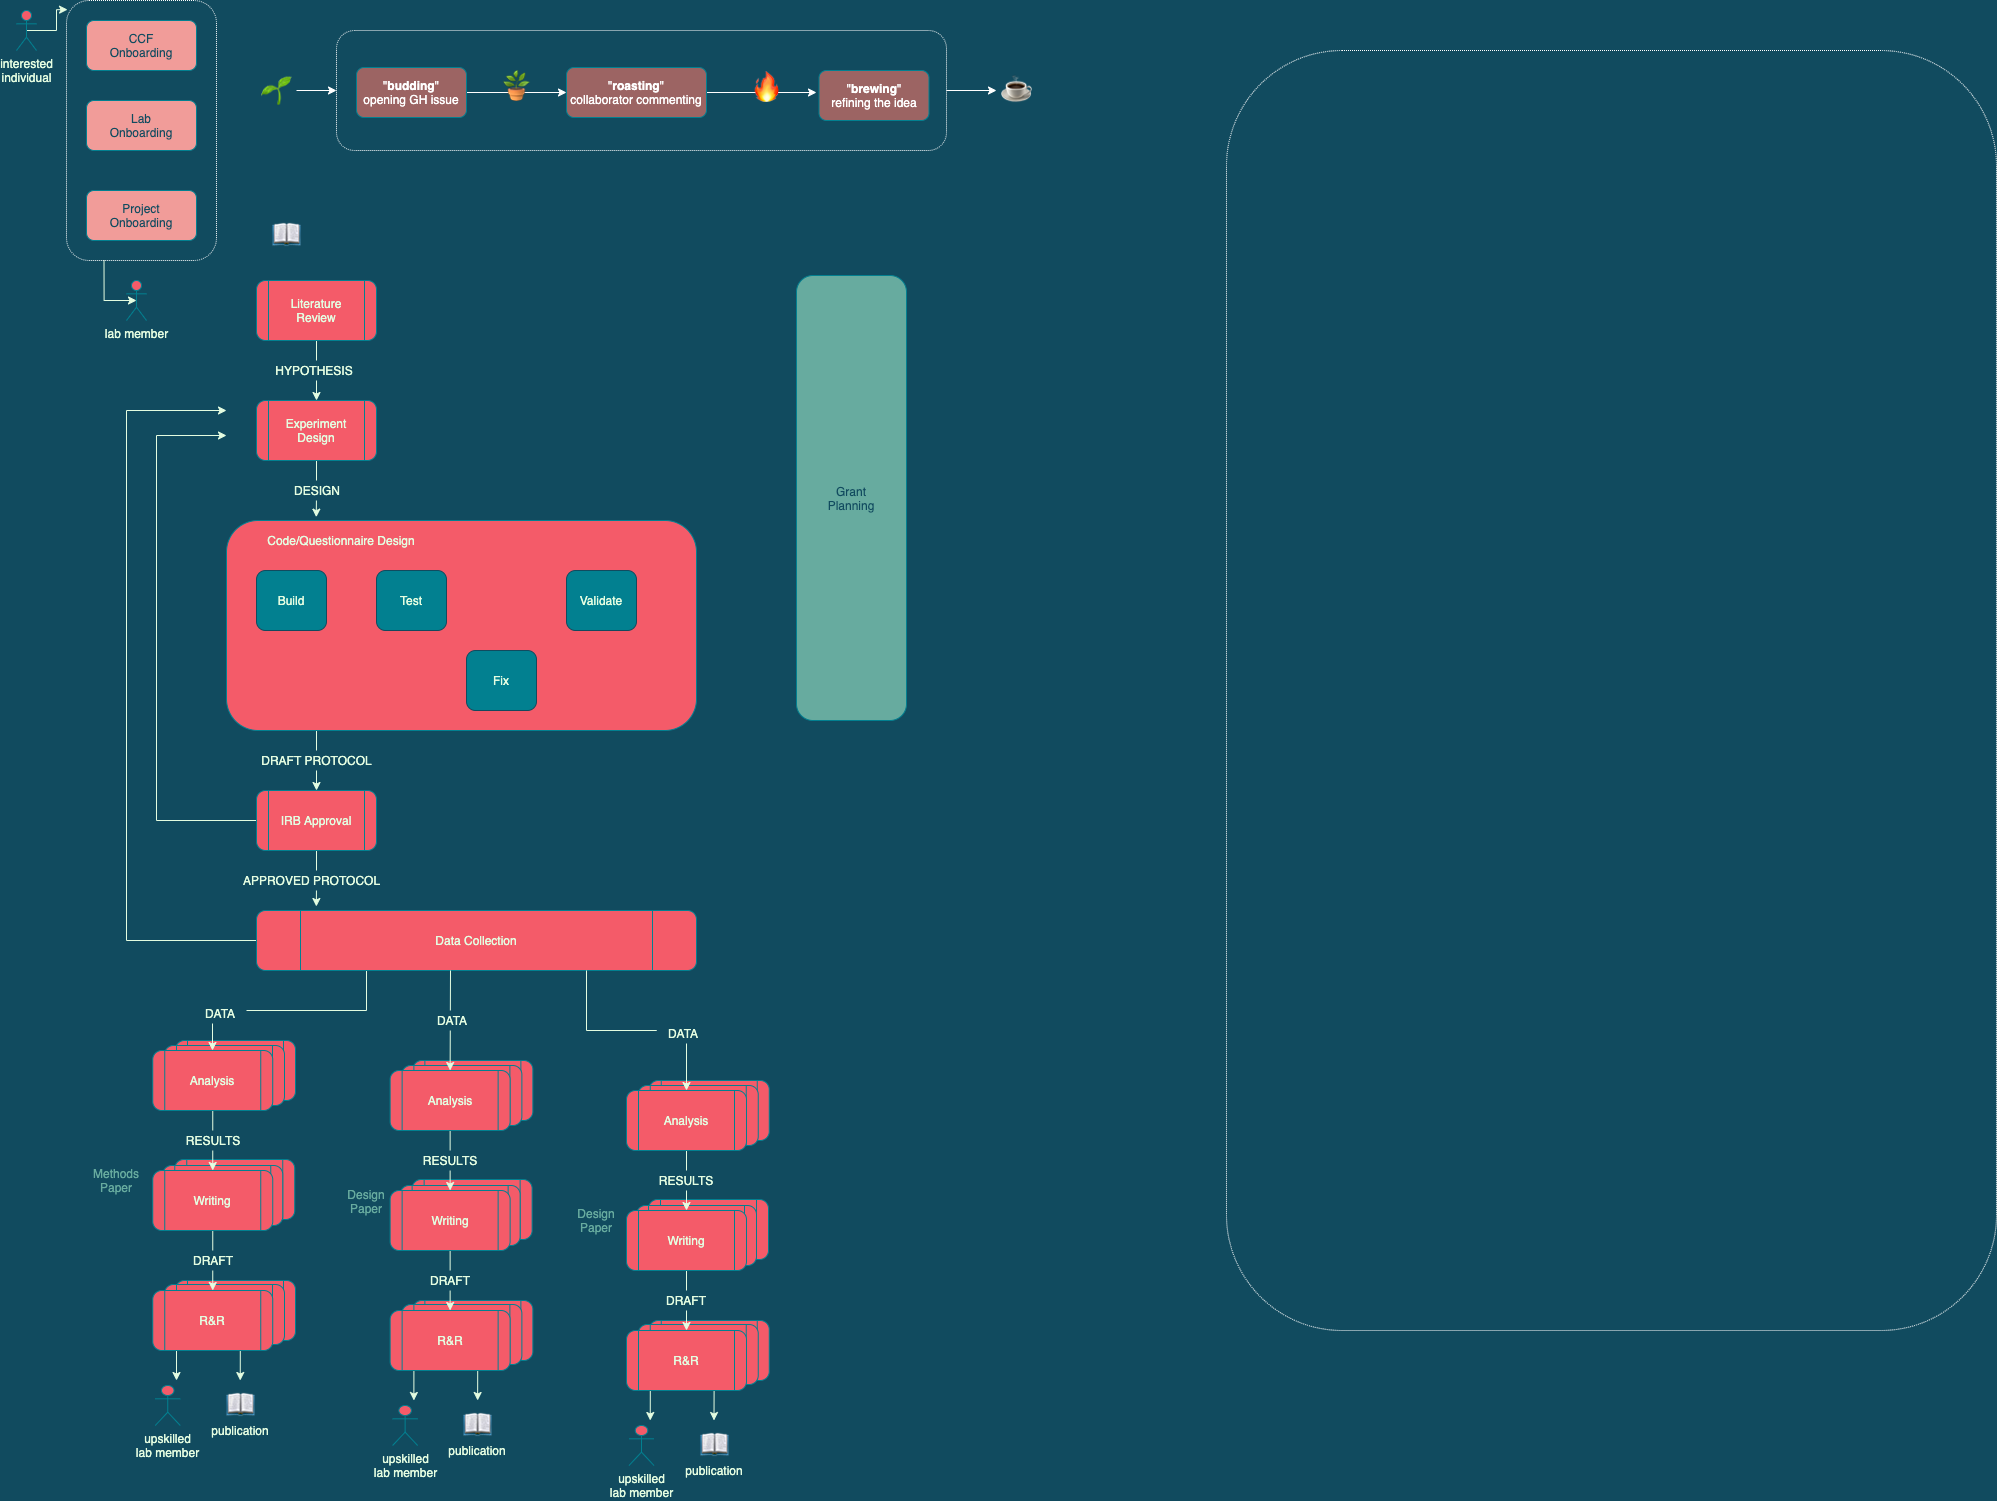 interested
individual
CCF
Onboarding
Lab
Onboarding
Project
Onboarding
lab member
"budding"
opening GH issue
"roasting"
collaborator commenting
"brewing"
refining the idea
Literature
Review
HYPOTHESIS
Experiment
Design
DESIGN
Code/Questionnaire Design
Build
Test
Validate
Fix
Grant
Planning
DRAFT PROTOCOL
IRB Approval
APPROVED PROTOCOL
Data Collection
DATA
Analysis
RESULTS
Methods
Paper
Writing
DRAFT
R&R
upskilled
lab member
publication
DATA
Analysis
RESULTS
Design
Paper
Writing
DRAFT
R&R
upskilled
lab member
publication
DATA
Analysis
RESULTS
Design
Paper
Writing
DRAFT
R&R
upskilled
lab member
publication